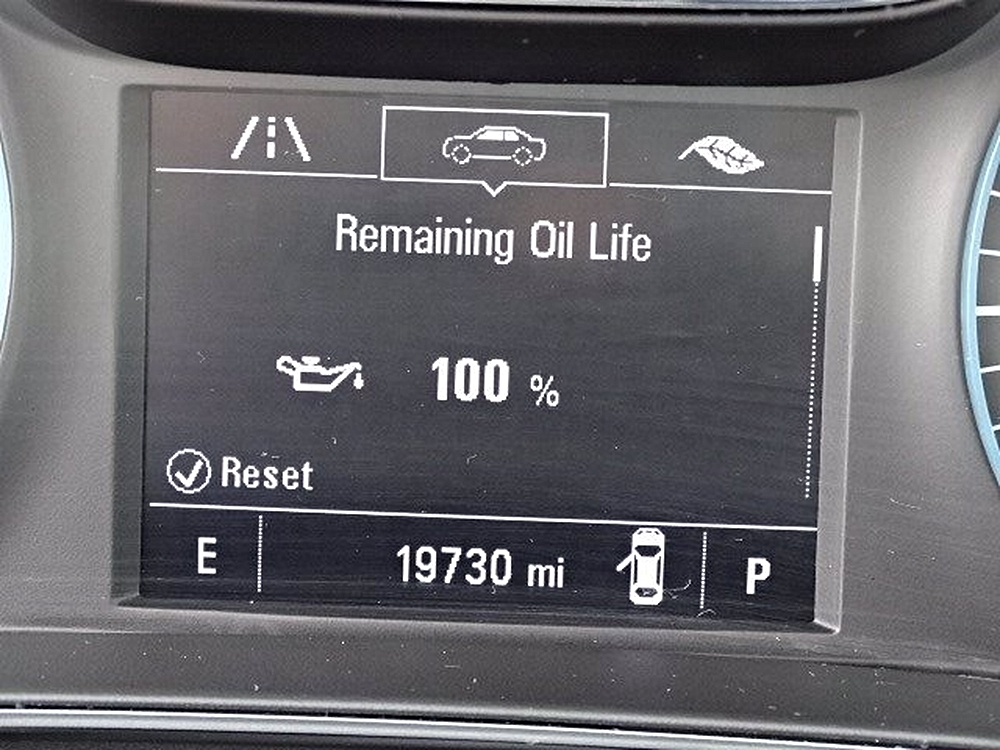 Remaining Oil Life
100 %
Reset
E 19730 mi P